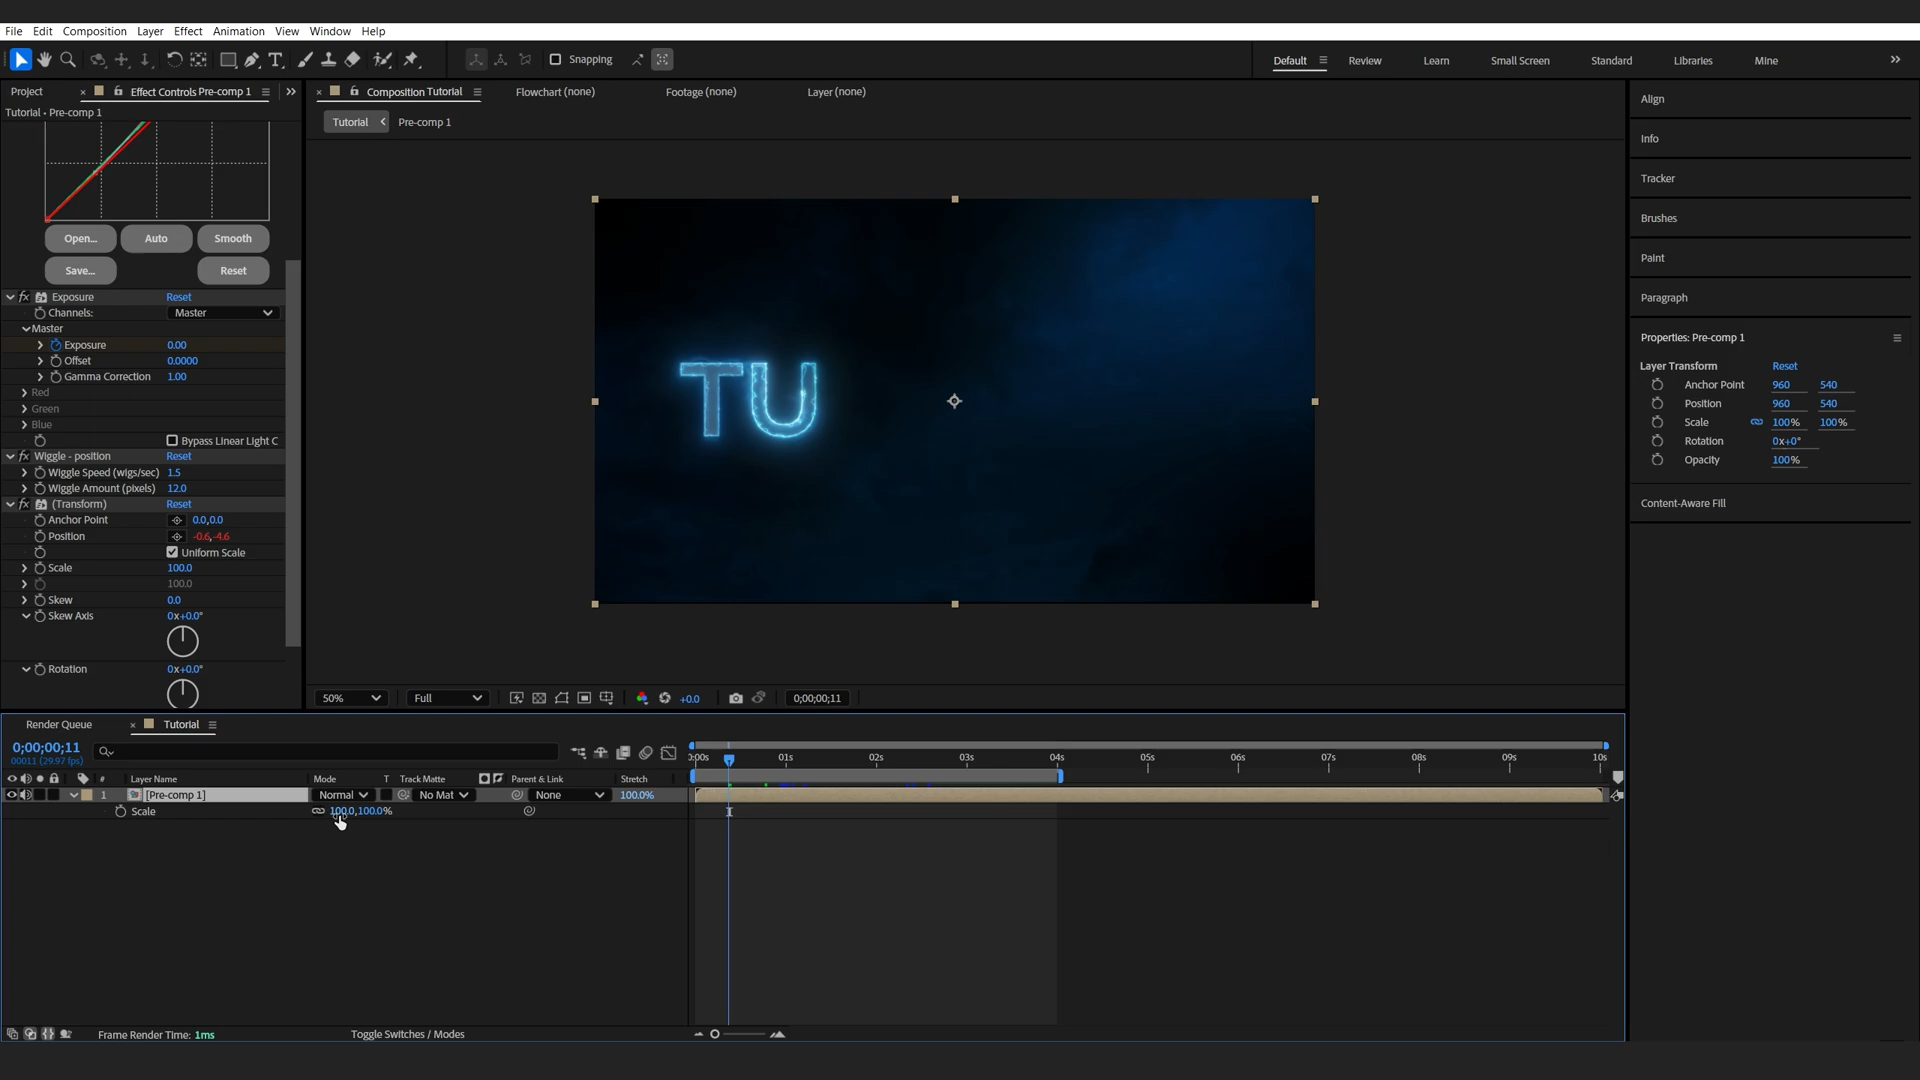 File Edit Composition Layer Effect Animation View Window Help
Snapping
Default Review Learn Small Screen Standard Libraries Mine
Project Effect Controls Pre-comp 1
Tutorial • Pre-comp 1
Open... Auto Smooth
Save... Reset
fx Exposure Reset
Channels: Master
Master
Exposure 0.00
Offset 0.0000
Gamma Correction 1.00
Red
Green
Blue
Bypass Linear Light C
fx Wiggle - position Reset
Wiggle Speed (wigs/sec) 1.5
Wiggle Amount (pixels) 12.0
fx (Transform) Reset
Anchor Point 0.0,0.0
Position -0.6,-4.6
Uniform Scale
Scale 100.0
100.0
Skew 0.0
Skew Axis 0x+0.0°
Rotation 0x+0.0°
Composition Tutorial Flowchart (none) Footage (none) Layer (none)
Tutorial Pre-comp 1
TU
50% Full +0.0 0;00;00;11
Align
Info
Tracker
Brushes
Paint
Paragraph
Properties: Pre-comp 1
Layer Transform Reset
Anchor Point 960 540
Position 960 540
Scale 100% 100%
Rotation 0x+0°
Opacity 100%
Content-Aware Fill
Render Queue Tutorial
0;00;00;11
00011 (29.97 fps)
:00s 01s 02s 03s 04s 05s 06s 07s 08s 09s 10s
# Layer Name Mode T Track Matte Parent & Link Stretch
1 [Pre-comp 1] Normal No Mat None 100.0%
Scale 100.0,100.0%
Frame Render Time: 1ms Toggle Switches / Modes